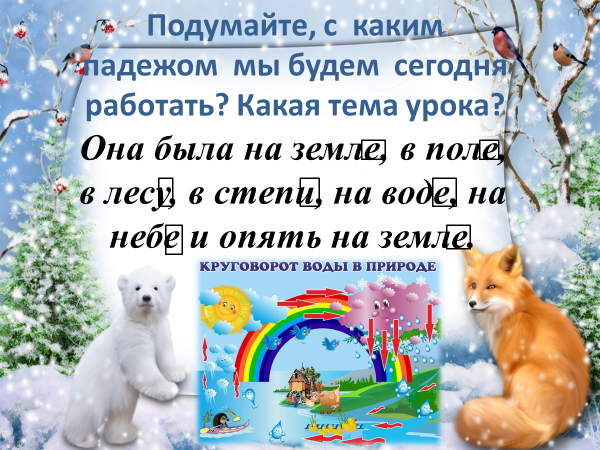 Подумайте, с каким
падежом мы будем сегодня
работать? Какая тема урока?
Она была на земле, в поле,
в лесу, в степи, на воде, на
небе и опять на земле.
КРУГОВОРОТ ВОДЫ В ПРИРОДЕ